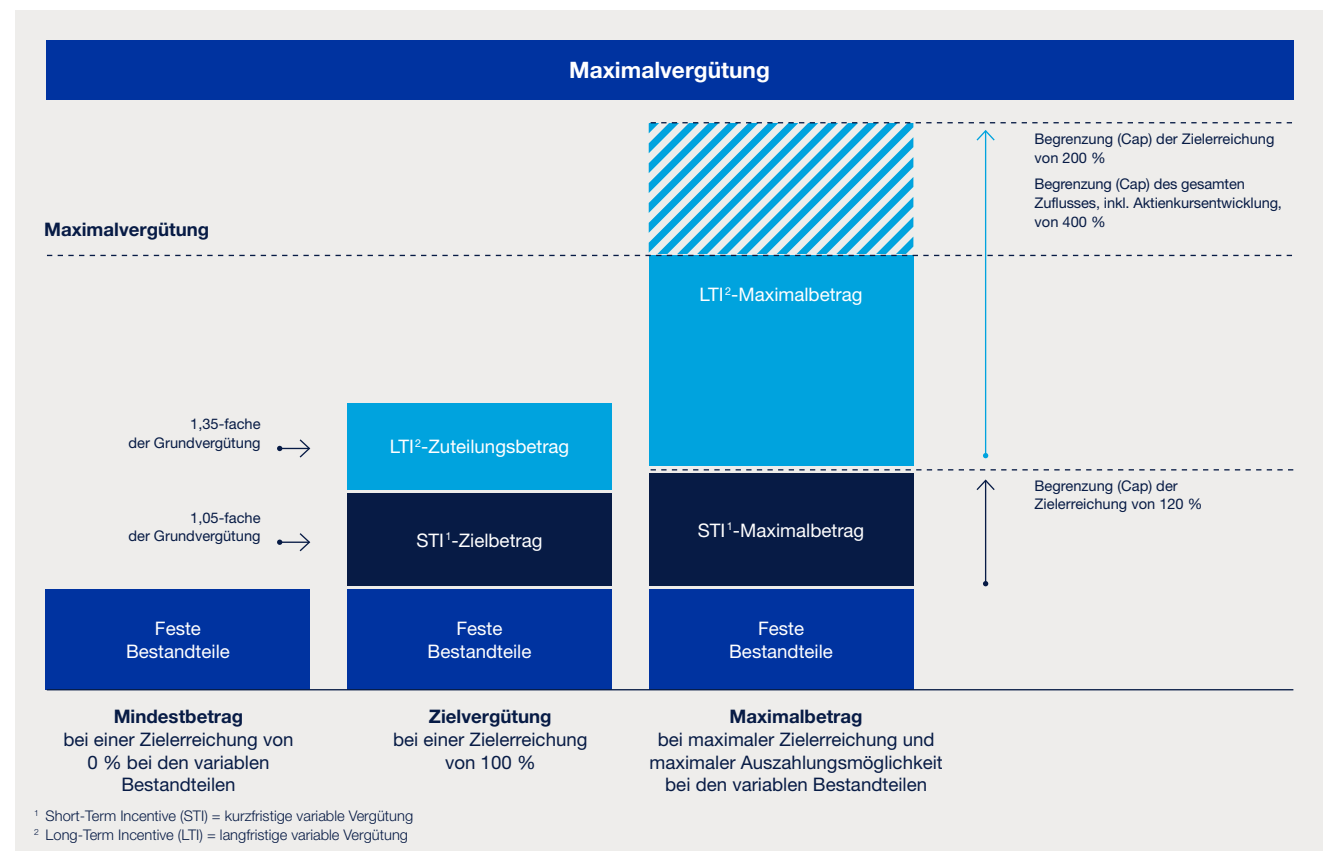 Maximalvergütung
Begrenzung (Cap) der Zielerreichung
von 200 %
Begrenzung (Cap) des gesamten
Zuflusses, inkl. Aktienkursentwicklung,
von 400 %
Maximalvergütung
LTI²-Maximalbetrag
1,35-fache
der Grundvergütung
LTI²-Zuteilungsbetrag
Begrenzung (Cap) der
Zielerreichung von 120 %
1,05-fache
der Grundvergütung
STI¹-Zielbetrag
STI¹-Maximalbetrag
Feste
Bestandteile
Feste
Bestandteile
Feste
Bestandteile
Mindestbetrag
bei einer Zielerreichung von
0 % bei den variablen
Bestandteilen
Zielvergütung
bei einer Zielerreichung
von 100 %
Maximalbetrag
bei maximaler Zielerreichung und
maximaler Auszahlungsmöglichkeit
bei den variablen Bestandteilen
¹ Short-Term Incentive (STI) = kurzfristige variable Vergütung
² Long-Term Incentive (LTI) = langfristige variable Vergütung